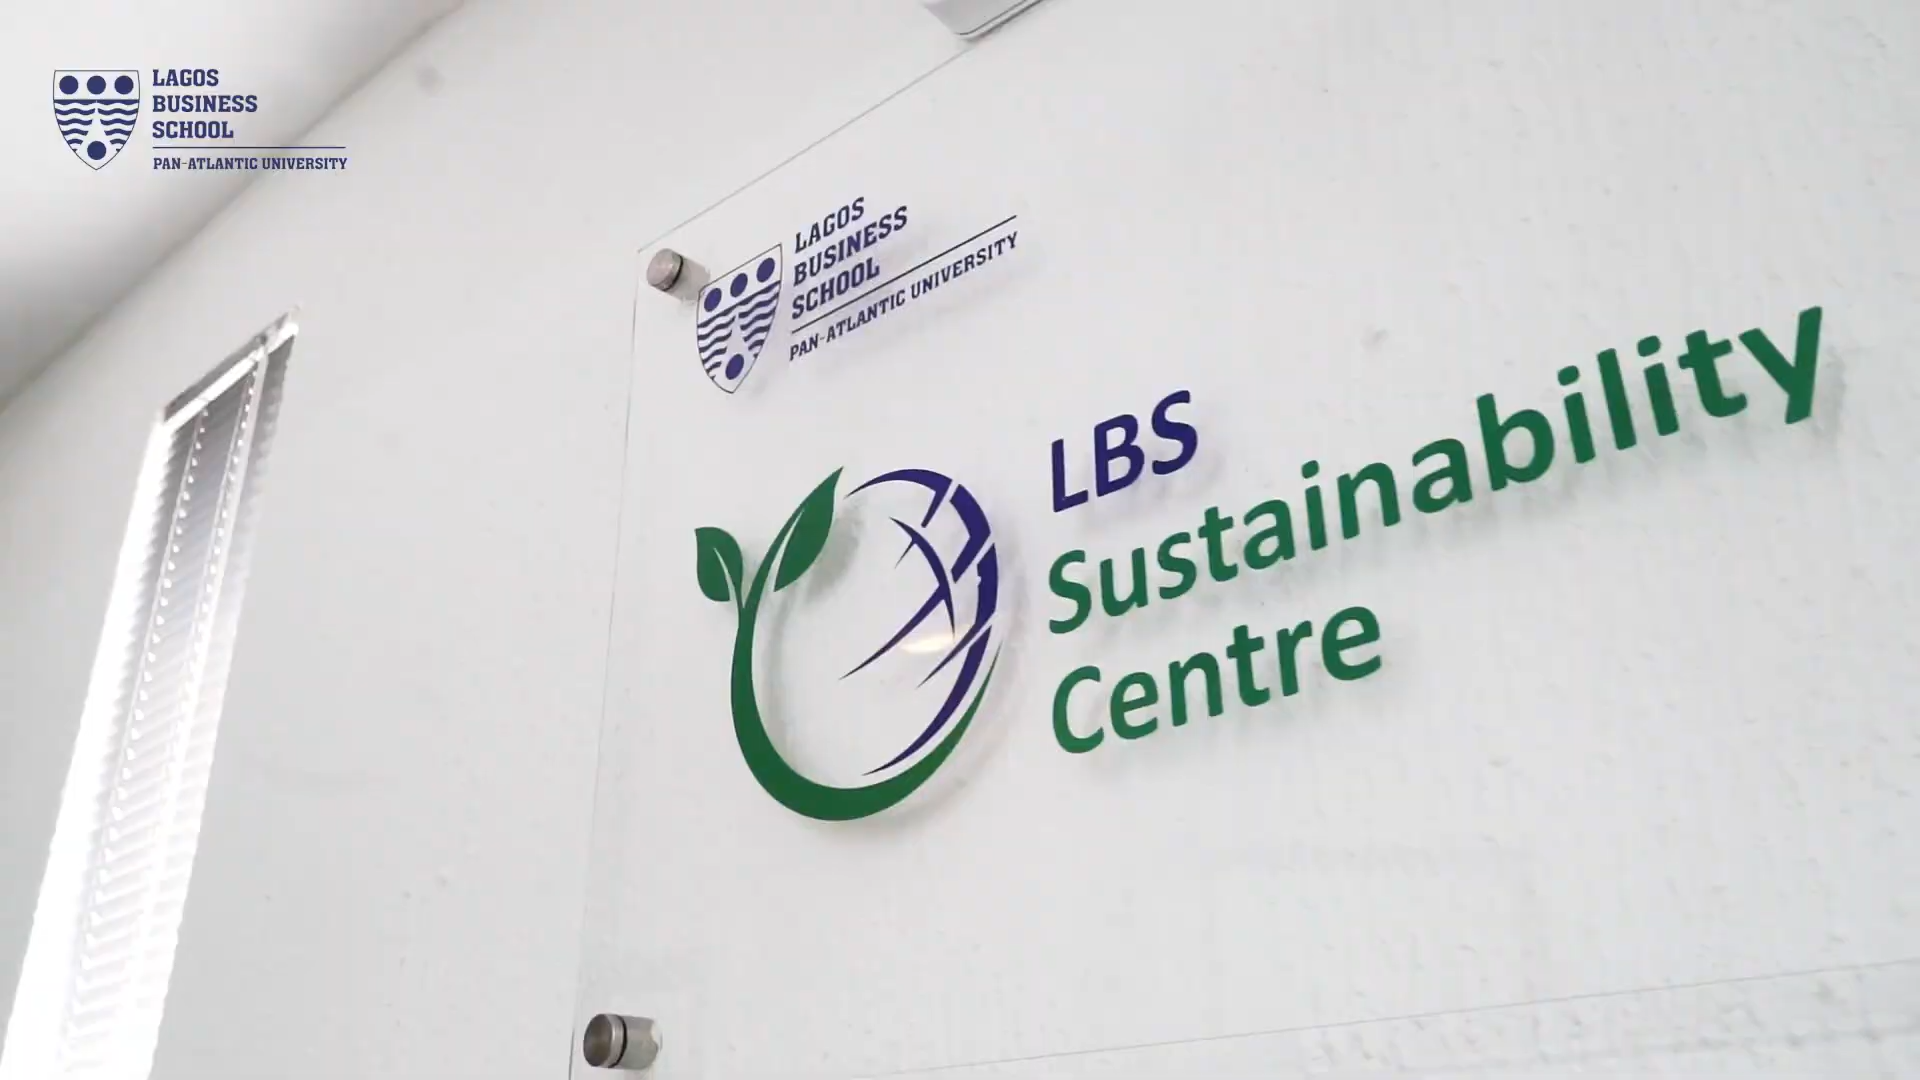 LAGOS
BUSINESS
SCHOOL
PAN-ATLANTIC UNIVERSITY
LAGOS
BUSINESS
SCHOOL
PAN-ATLANTIC UNIVERSITY
LBS
Sustainability
Centre